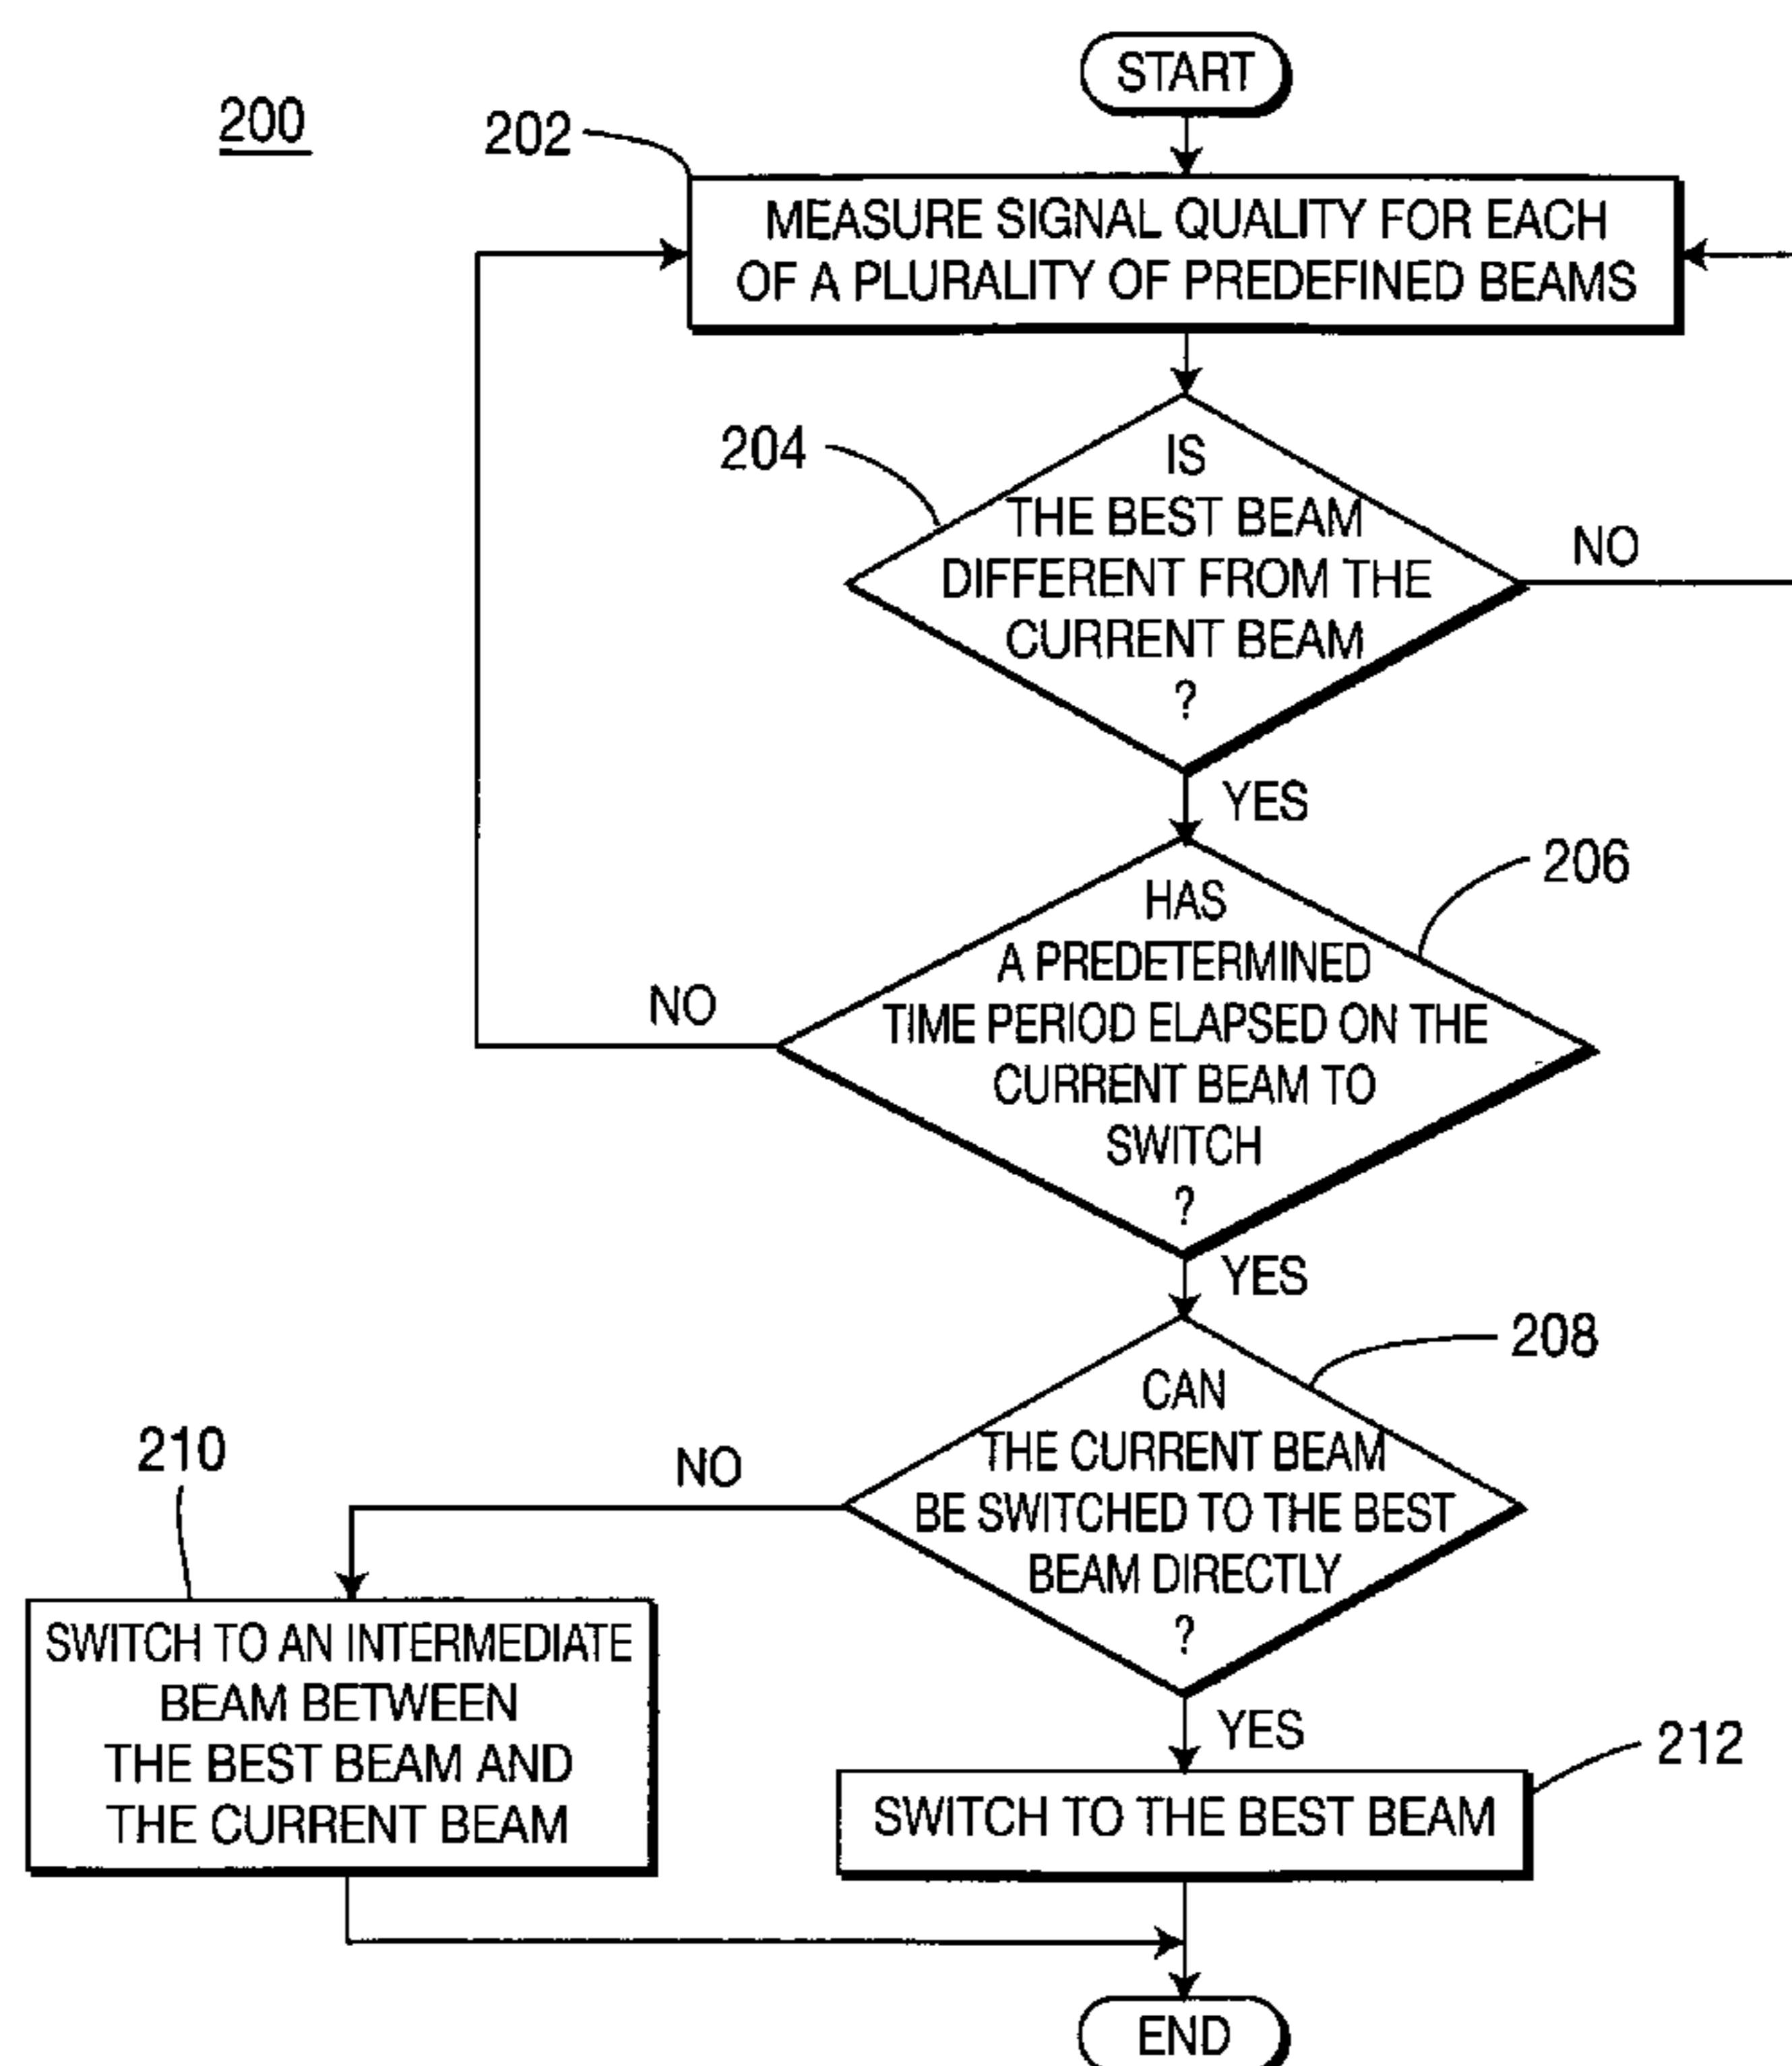 START
200
202
MEASURE SIGNAL QUALITY FOR EACH
OF A PLURALITY OF PREDEFINED BEAMS
204
IS
THE BEST BEAM
DIFFERENT FROM THE
CURRENT BEAM
?
NO
YES
206
HAS
A PREDETERMINED
TIME PERIOD ELAPSED ON THE
CURRENT BEAM TO
SWITCH
?
NO
YES
208
CAN
THE CURRENT BEAM
BE SWITCHED TO THE BEST
BEAM DIRECTLY
?
NO
210
SWITCH TO AN INTERMEDIATE
BEAM BETWEEN
THE BEST BEAM AND
THE CURRENT BEAM
YES
212
SWITCH TO THE BEST BEAM
END